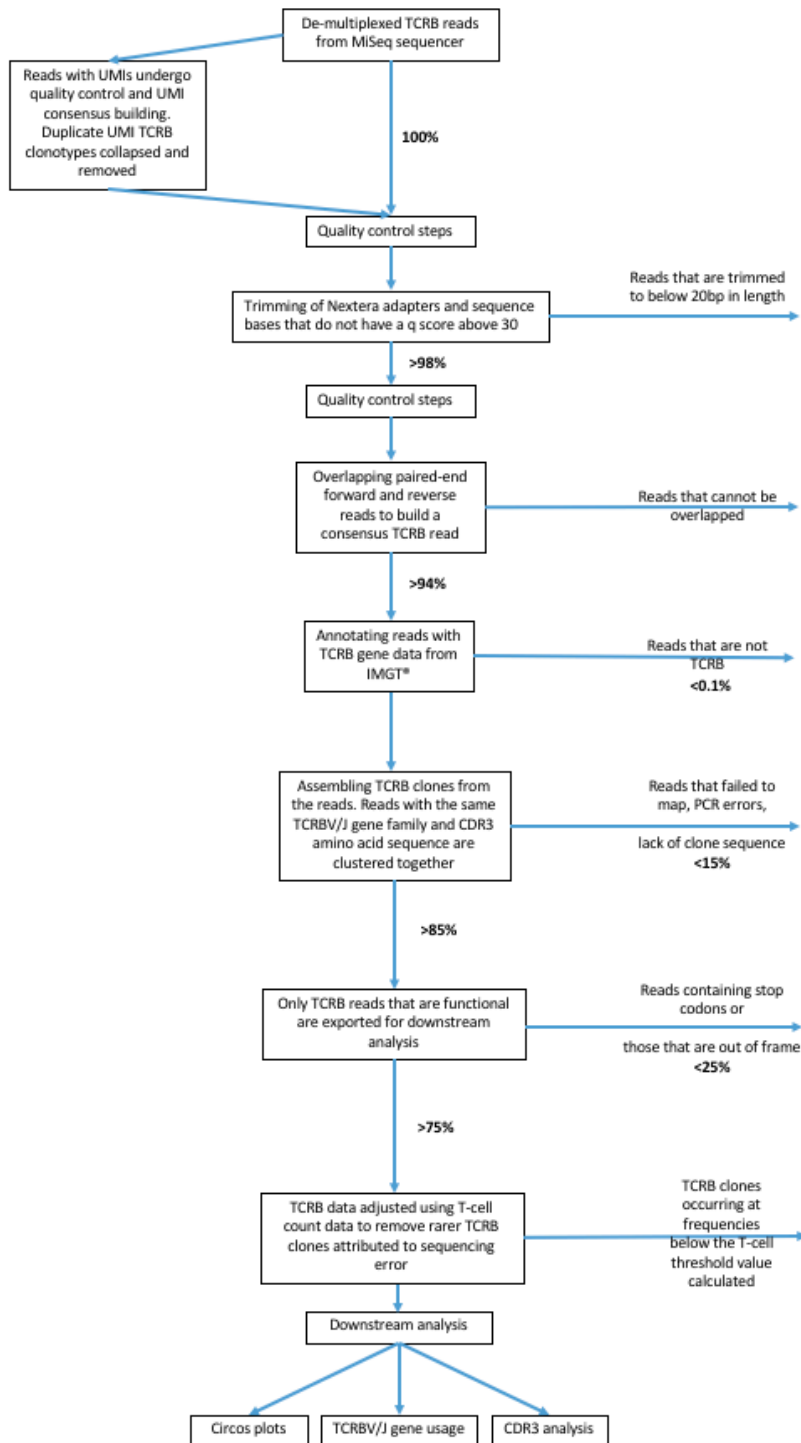 De-multiplexed TCRB reads
from MiSeq sequencer
Reads with UMIs undergo
quality control and UMI
consensus building.
Duplicate UMI TCRB
clonotypes collapsed and
removed
100%
Quality control steps
Trimming of Nextera adapters and sequence
bases that do not have a q score above 30
Reads that are trimmed
to below 20bp in length
>98%
Quality control steps
Overlapping paired-end
forward and reverse
reads to build a
consensus TCRB read
Reads that cannot be
overlapped
>94%
Annotating reads with
TCRB gene data from
IMGT®
Reads that are not
TCRB
<0.1%
Assembling TCRB clones from
the reads. Reads with the same
TCRBV/J gene family and CDR3
amino acid sequence are
clustered together
Reads that failed to
map, PCR errors,
lack of clone sequence
<15%
>85%
Only TCRB reads that are functional
are exported for downstream
analysis
Reads containing stop
codons or
those that are out of frame
<25%
>75%
TCRB data adjusted using T-cell
count data to remove rarer TCRB
clones attributed to sequencing
error
TCRB clones
occurring at
frequencies
below the T-cell
threshold value
calculated
Downstream analysis
Circos plots
TCRBV/J gene usage
CDR3 analysis